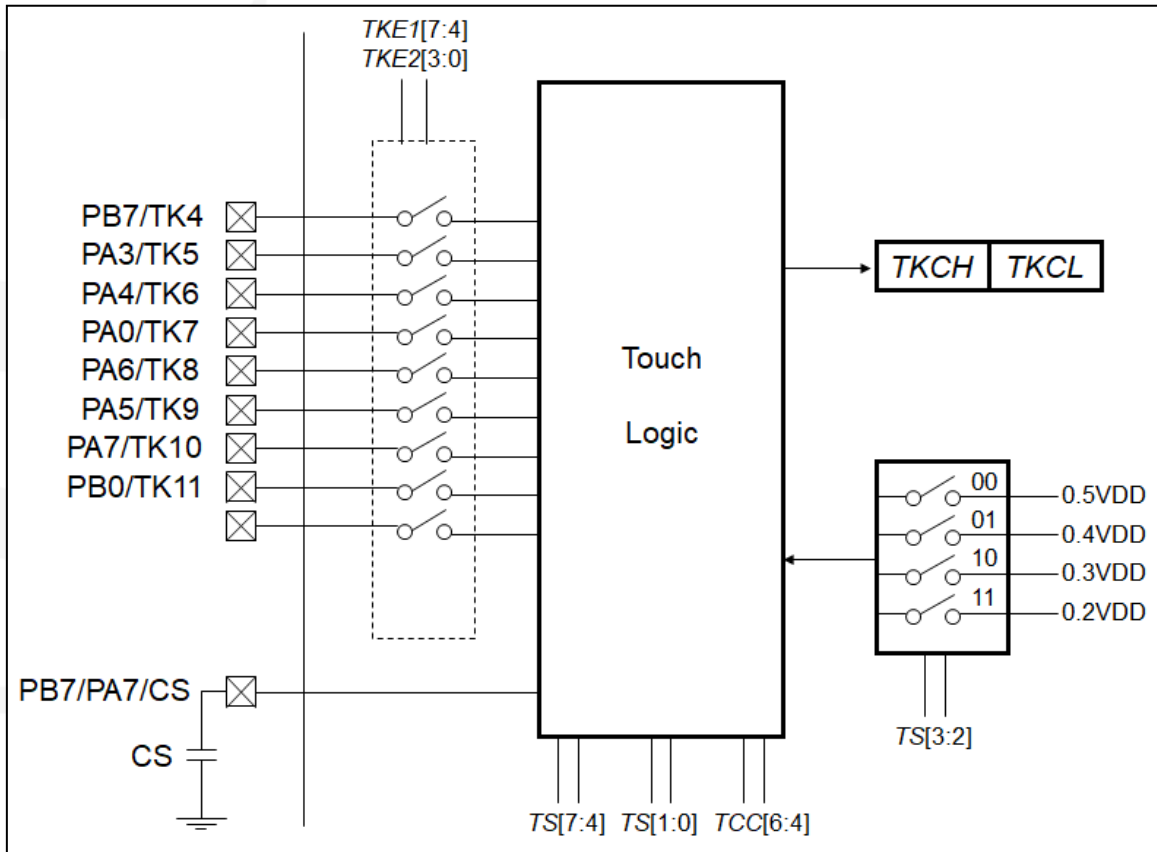 TKE1[7:4]
TKE2[3:0]
PB7/TK4
PA3/TK5
PA4/TK6
PA0/TK7
PA6/TK8
PA5/TK9
PA7/TK10
PB0/TK11
PB7/PA7/CS
CS
Touch
Logic
TKCH TKCL
00 0.5VDD
01 0.4VDD
10 0.3VDD
11 0.2VDD
TS[3:2]
TS[7:4] TS[1:0] TCC[6:4]